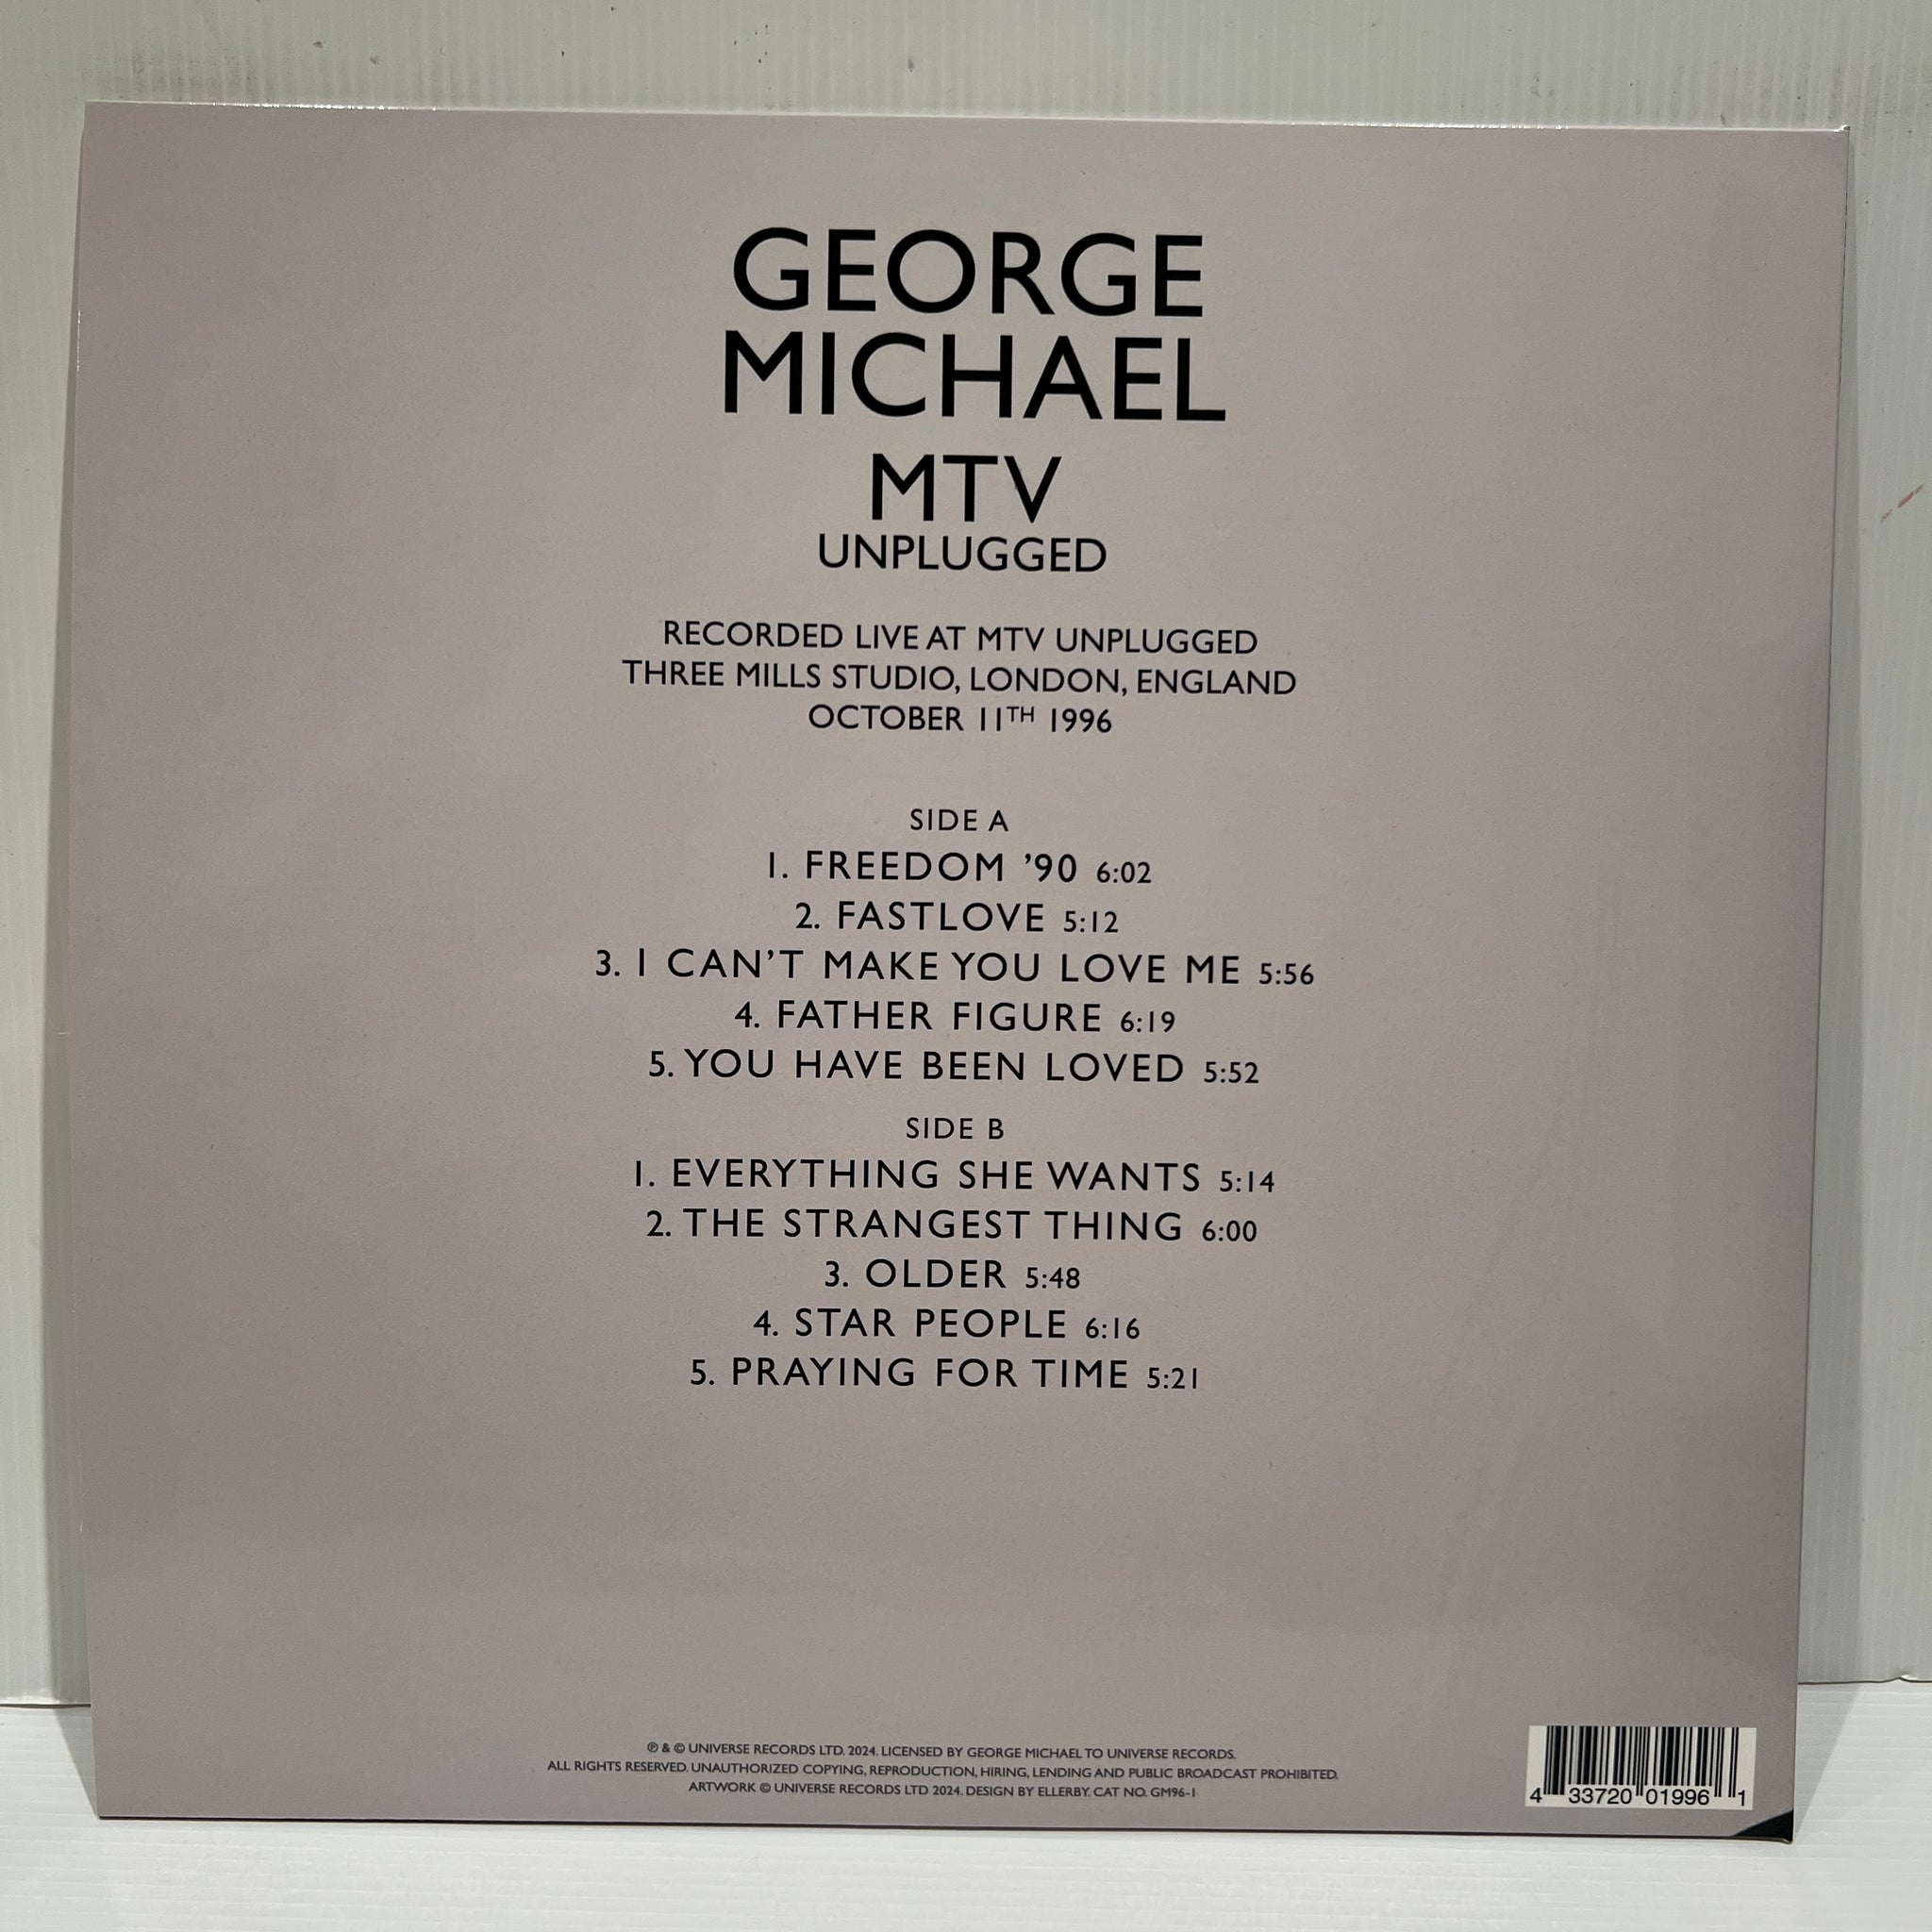 GEORGE
MICHAEL
MTV
UNPLUGGED
RECORDED LIVE AT MTV UNPLUGGED
THREE MILLS STUDIO, LONDON, ENGLAND
OCTOBER 11TH 1996
SIDE A
1. FREEDOM ’90 6:02
2. FASTLOVE 5:12
3. I CAN’T MAKE YOU LOVE ME 5:56
4. FATHER FIGURE 6:19
5. YOU HAVE BEEN LOVED 5:52
SIDE B
1. EVERYTHING SHE WANTS 5:14
2. THE STRANGEST THING 6:00
3. OLDER 5:48
4. STAR PEOPLE 6:16
5. PRAYING FOR TIME 5:21
℗ & © UNIVERSE RECORDS LTD. 2024. LICENSED BY GEORGE MICHAEL TO UNIVERSE RECORDS.
ALL RIGHTS RESERVED. UNAUTHORIZED COPYING, REPRODUCTION, HIRING, LENDING AND PUBLIC BROADCAST PROHIBITED.
ARTWORK © UNIVERSE RECORDS LTD 2024. DESIGN BY ELLERBY. CAT NO. GM96-1
4 33720 01996 1